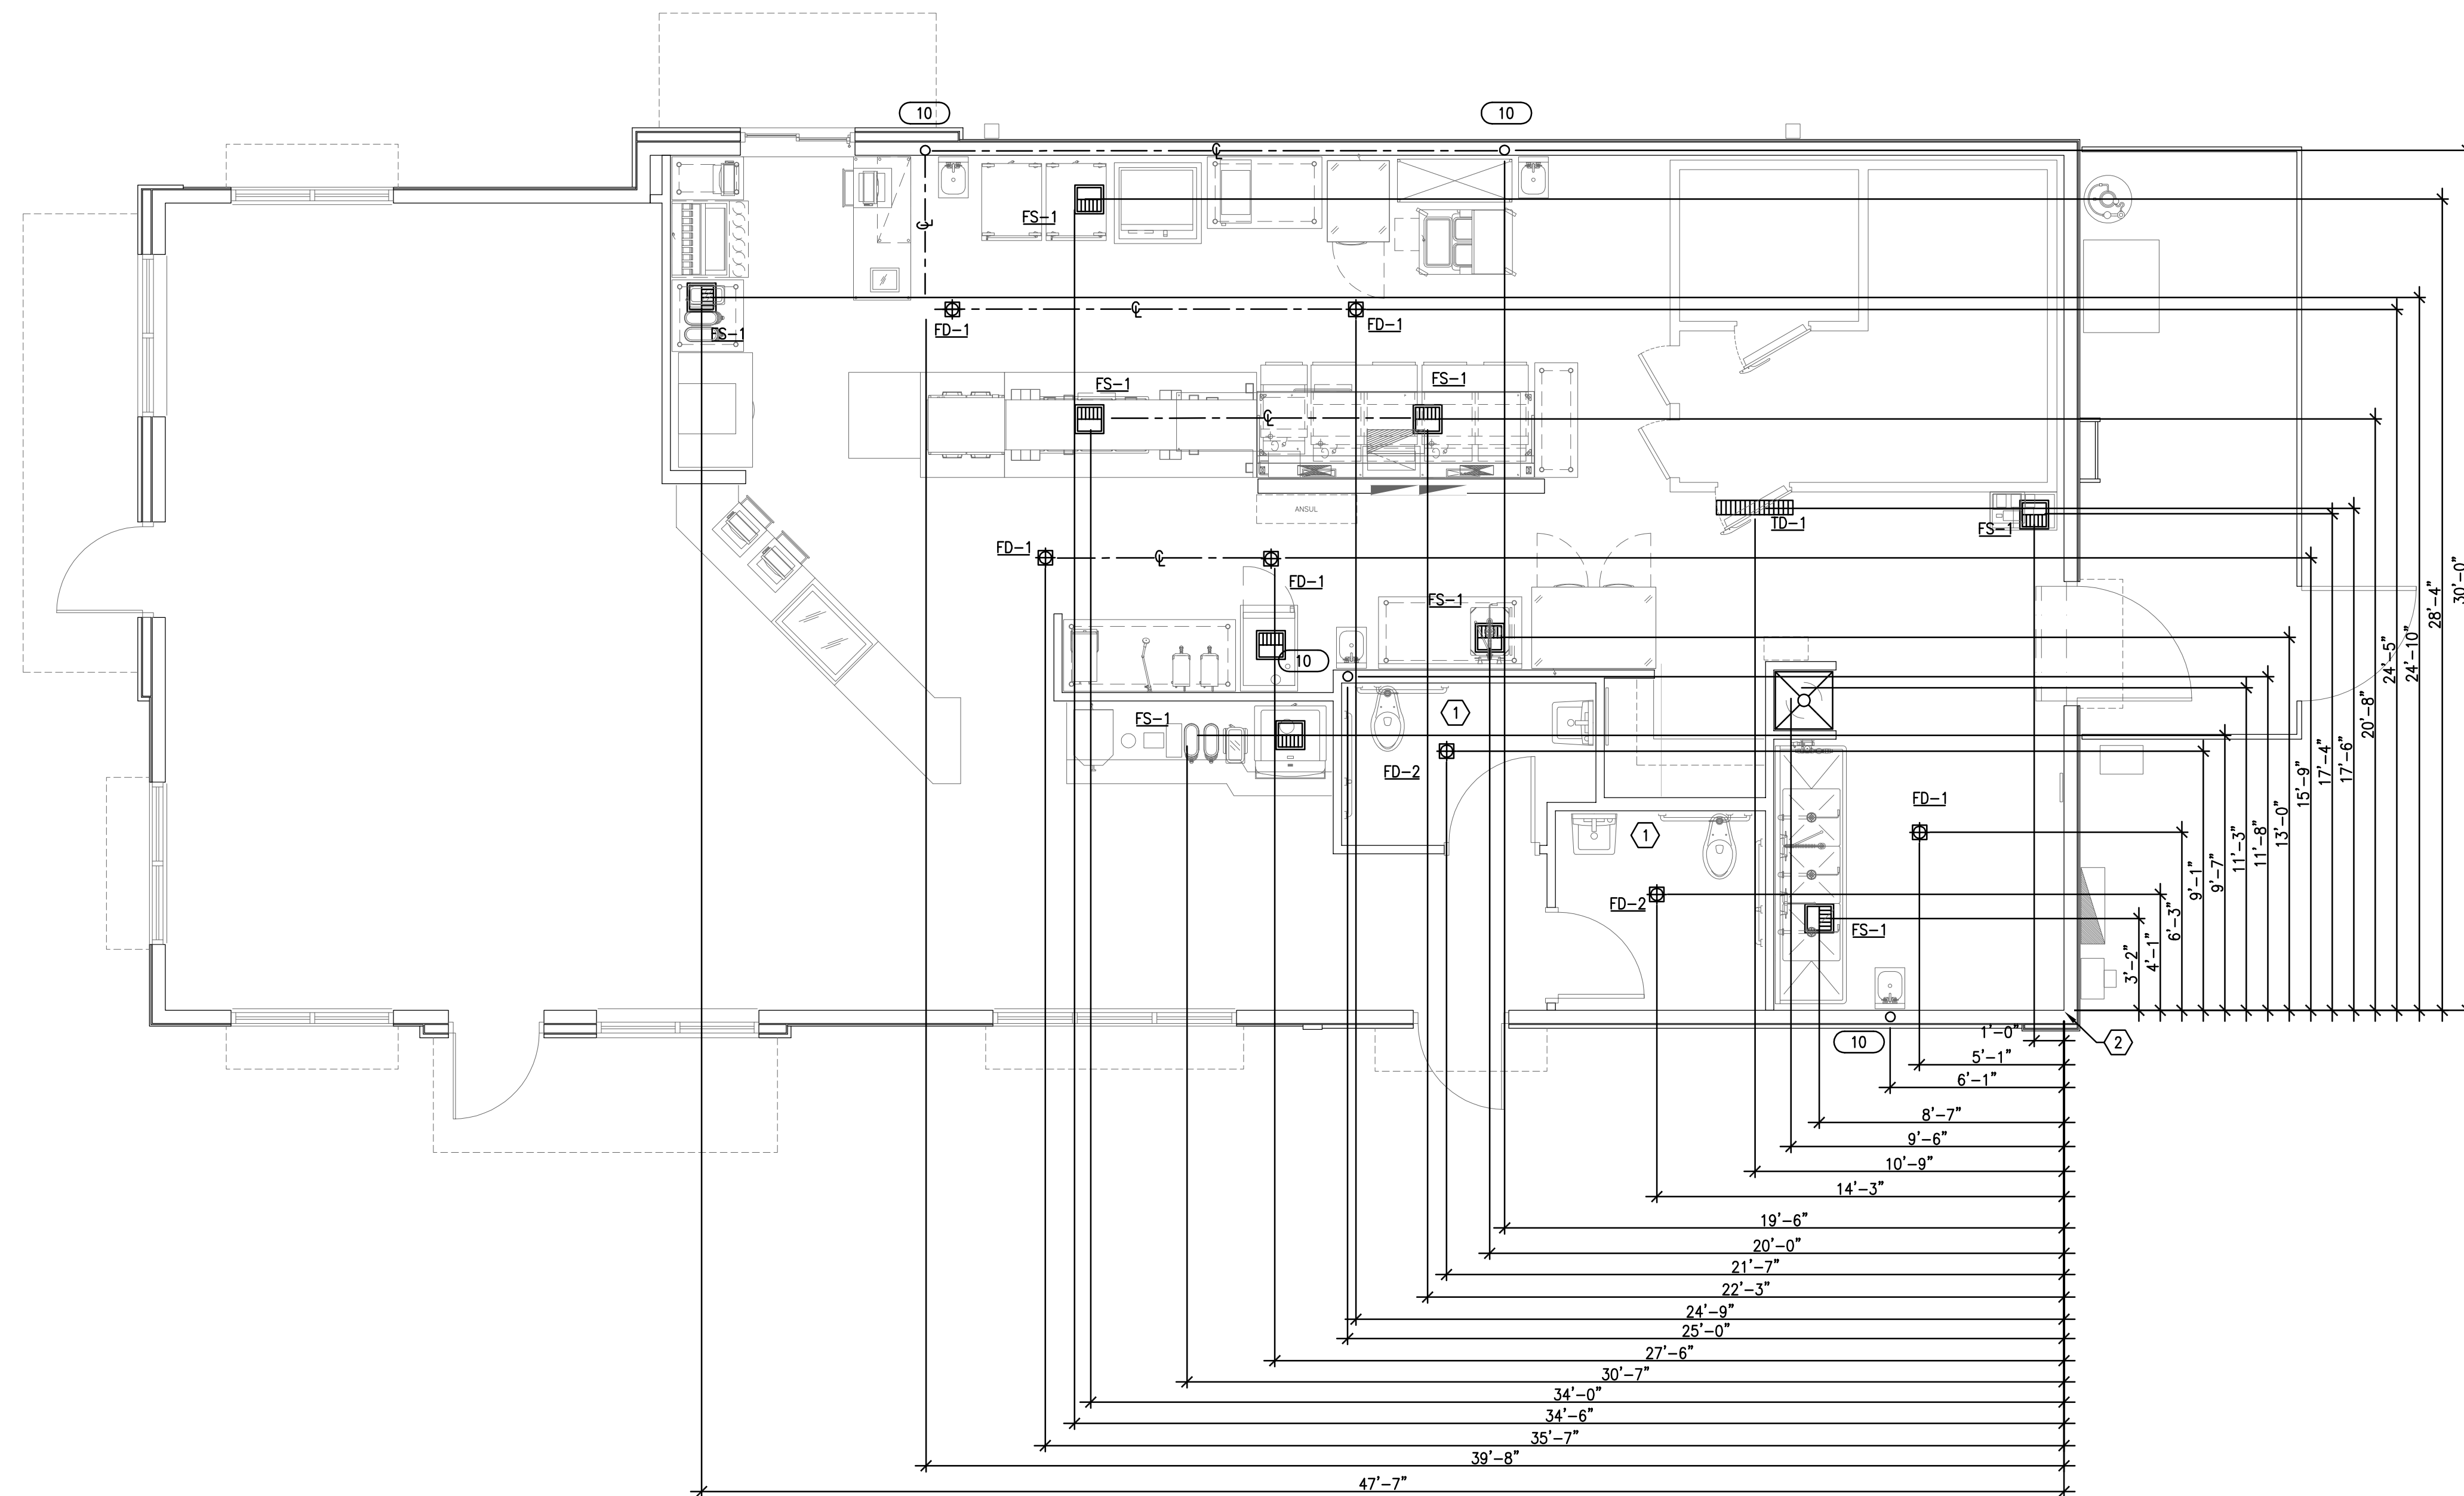 10
10
FS-1
FS-1
FD-1
FD-1
FS-1
FS-1
ANSUL
TD-1
FS-1
FD-1
FD-1
FS-1
10
FS-1
1
FD-2
FD-1
1
FD-2
FS-1
10
2
30'-0"
28'-4"
24'-10"
24'-5"
20'-8"
17'-6"
17'-4"
15'-9"
13'-0"
11'-8"
11'-3"
9'-7"
9'-1"
6'-3"
4'-1"
3'-2"
1'-0"
5'-1"
6'-1"
8'-7"
9'-6"
10'-9"
14'-3"
19'-6"
20'-0"
21'-7"
22'-3"
24'-9"
25'-0"
27'-6"
30'-7"
34'-0"
34'-6"
35'-7"
39'-8"
47'-7"